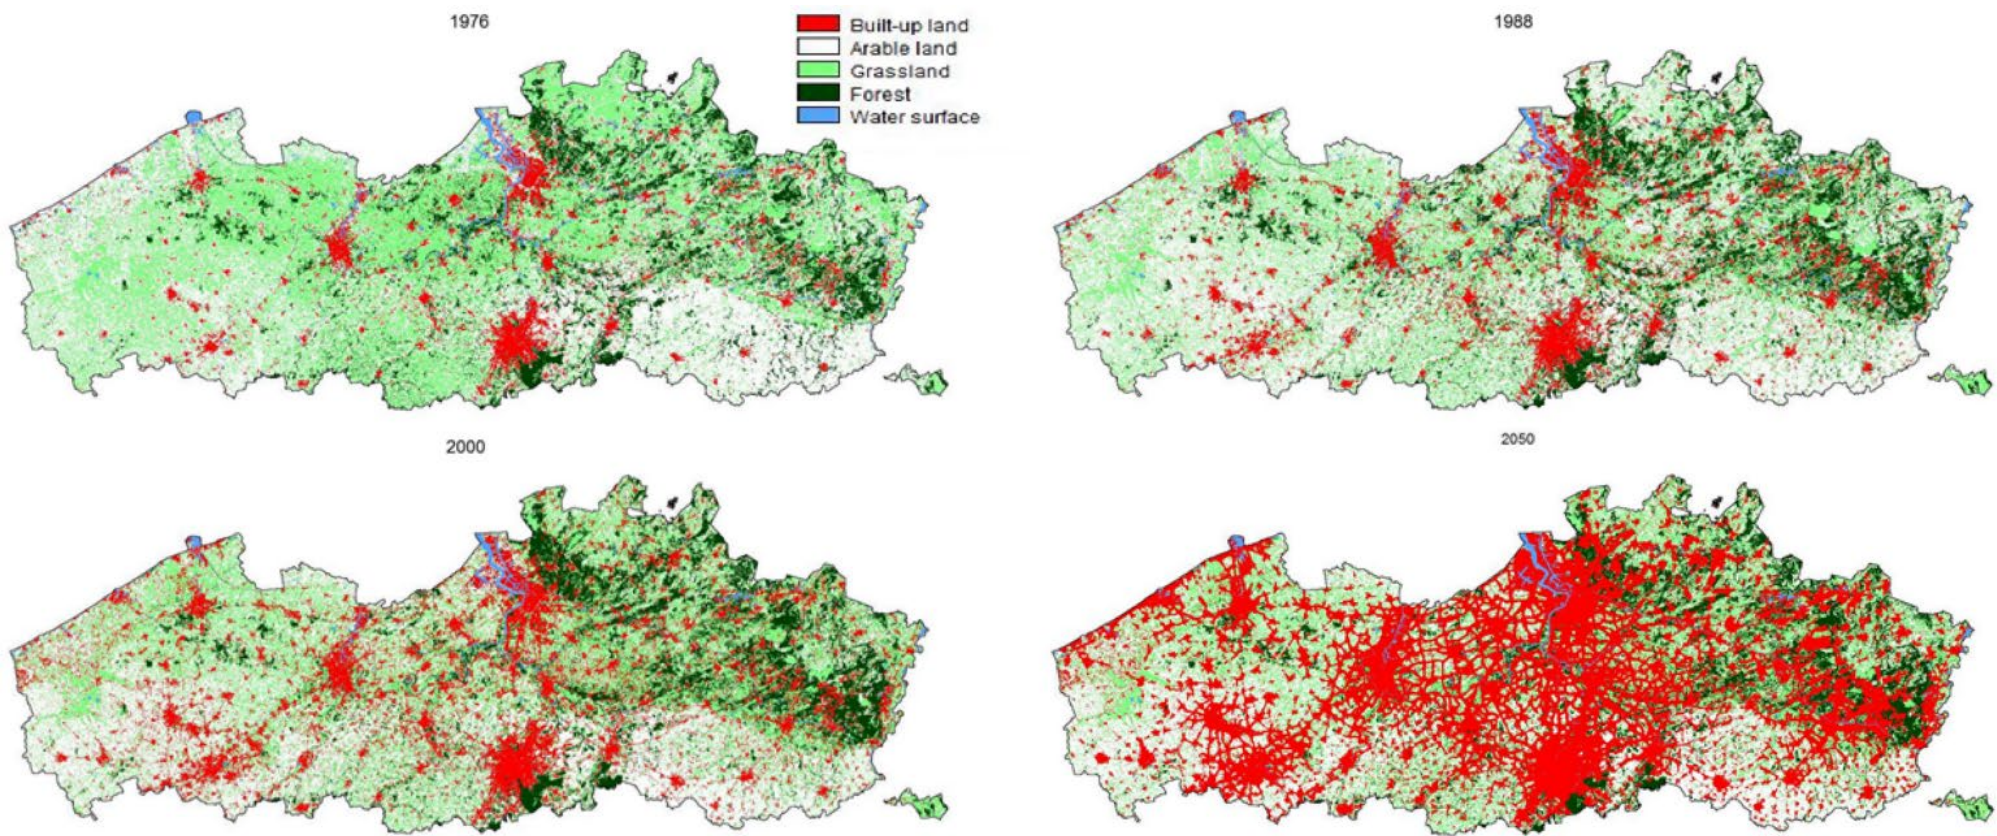 1976
Built-up land
Arable land
Grassland
Forest
Water surface
1988
2000
2050